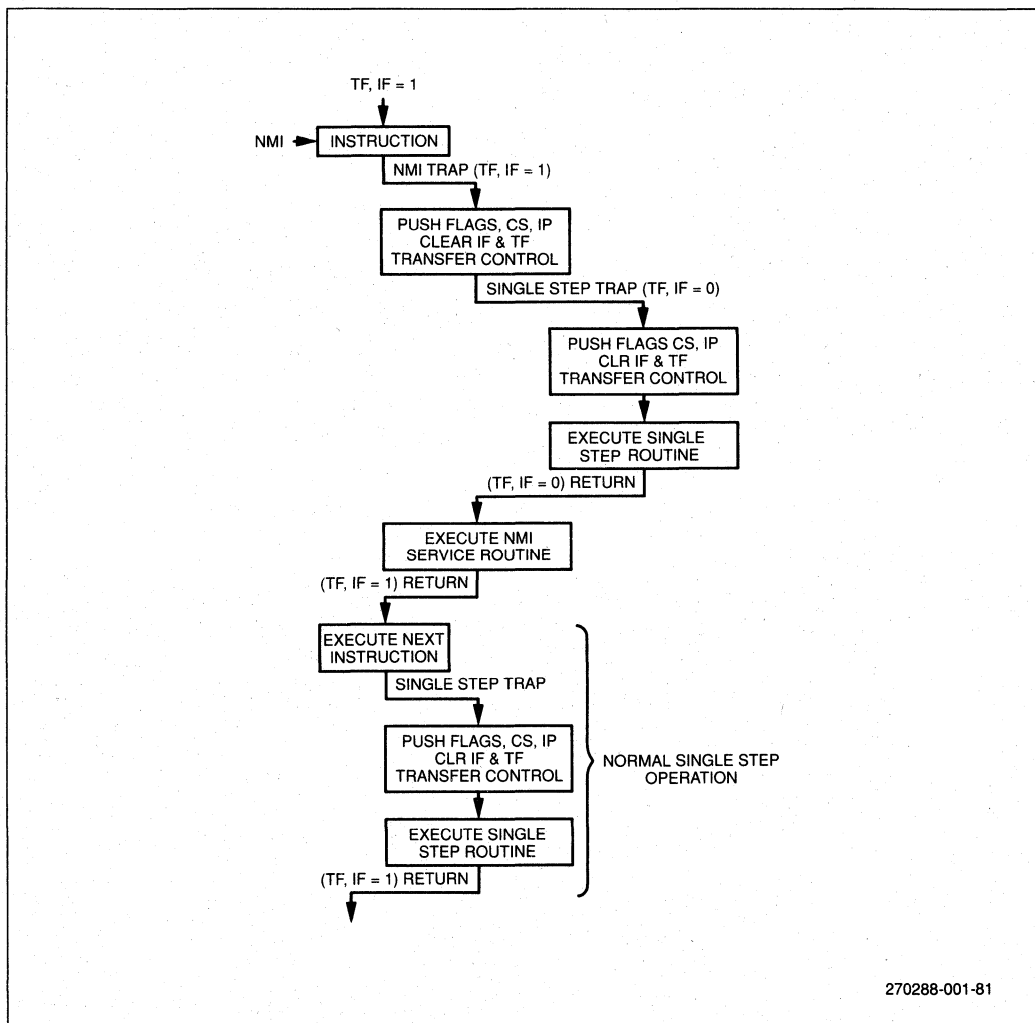 TF, IF = 1
NMI
INSTRUCTION
NMI TRAP (TF, IF = 1)
PUSH FLAGS, CS, IP
CLEAR IF & TF
TRANSFER CONTROL
SINGLE STEP TRAP (TF, IF = 0)
PUSH FLAGS CS, IP
CLR IF & TF
TRANSFER CONTROL
EXECUTE SINGLE
STEP ROUTINE
(TF, IF = 0) RETURN
EXECUTE NMI
SERVICE ROUTINE
(TF, IF = 1) RETURN
EXECUTE NEXT
INSTRUCTION
SINGLE STEP TRAP
PUSH FLAGS, CS, IP
CLR IF & TF
TRANSFER CONTROL
NORMAL SINGLE STEP
OPERATION
EXECUTE SINGLE
STEP ROUTINE
(TF, IF = 1) RETURN
270288-001-81